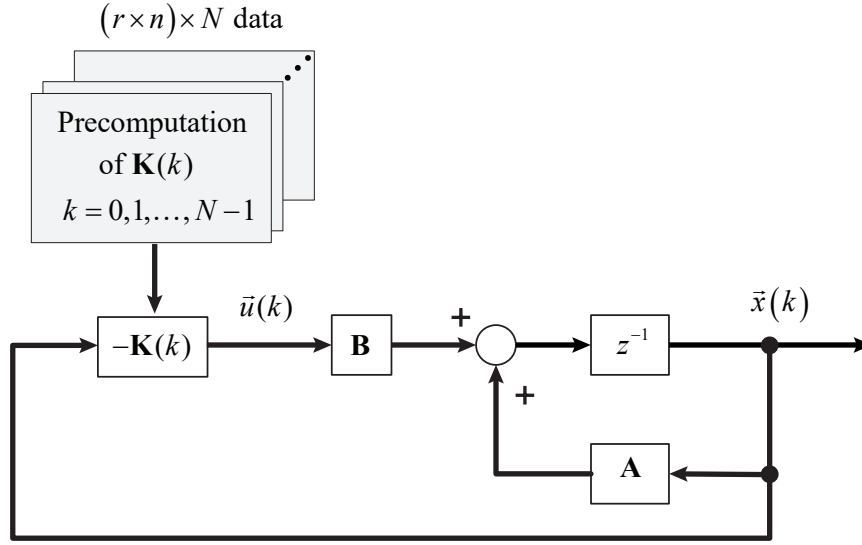 (r × n) × N data
Precomputation
of K(k)
k = 0,1,…, N −1
−K(k)
u⃗(k)
B
+
+
z⁻¹
x⃗(k)
A